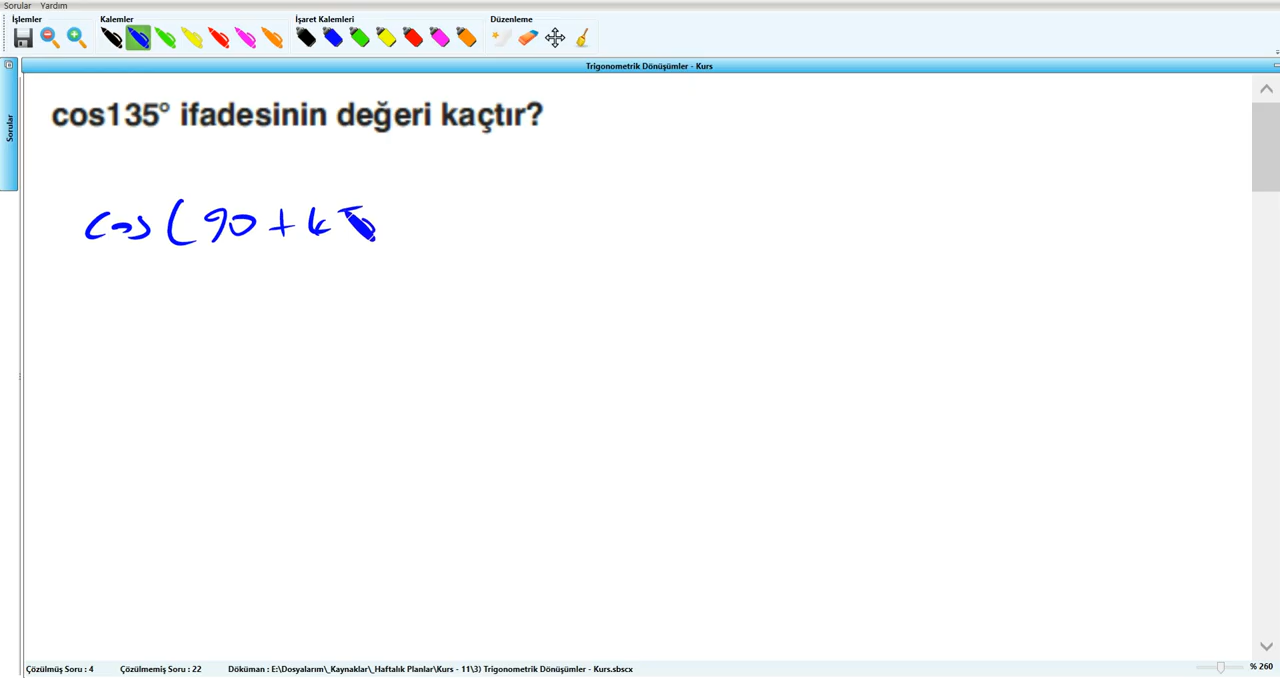 Sorular Yardım
İşlemler Kalemler İşaret Kalemleri Düzenleme
Trigonometrik Dönüşümler - Kurs
Sorular
cos135° ifadesinin değeri kaçtır?
cos (90+k
Çözülmüş Soru : 4 Çözülmemiş Soru : 22 Döküman : E:\Dosyalarım\_Kaynaklar\_Haftalık Planlar\Kurs - 11\3) Trigonometrik Dönüşümler - Kurs.sbscx % 260